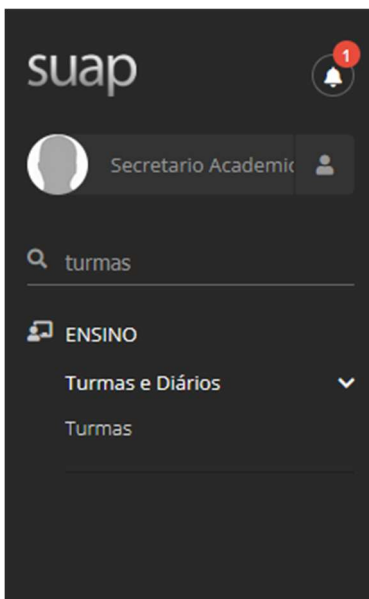 suap
1
Secretario Academic
turmas
ENSINO
Turmas e Diários
Turmas